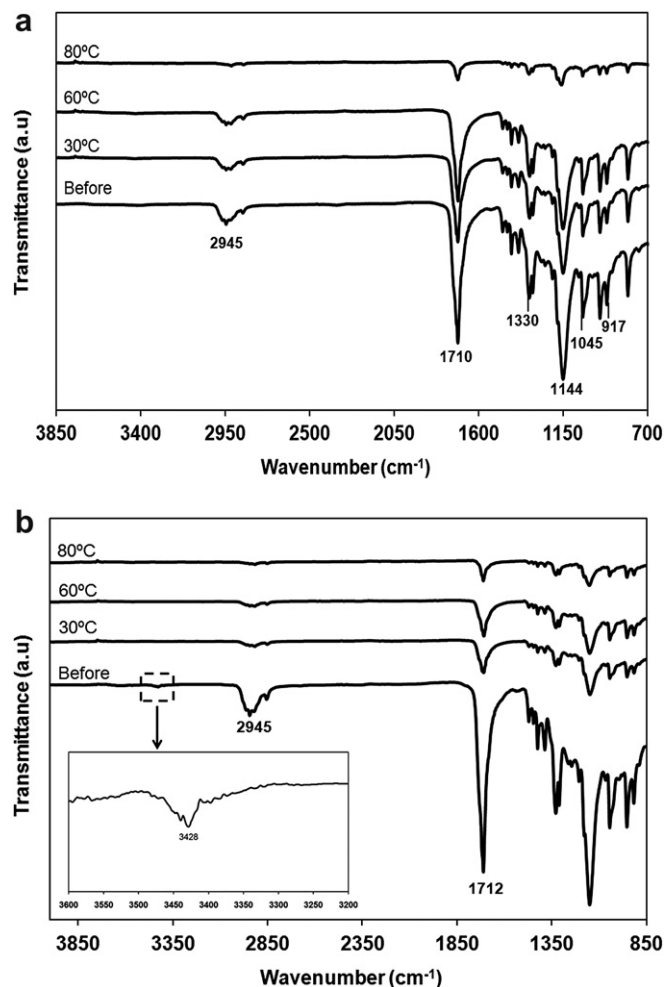 a
80ºC
60ºC
30ºC
Before
2945
1710
1330
1144
1045
917
3850 3400 2950 2500 2050 1600 1150 700
Wavenumber (cm-1)
Transmittance (a.u)
b
80ºC
60ºC
30ºC
Before
2945
1712
3428
3600 3550 3500 3450 3400 3350 3300 3250 3200
3850 3350 2850 2350 1850 1350 850
Wavenumber (cm-1)
Transmittance (a.u)